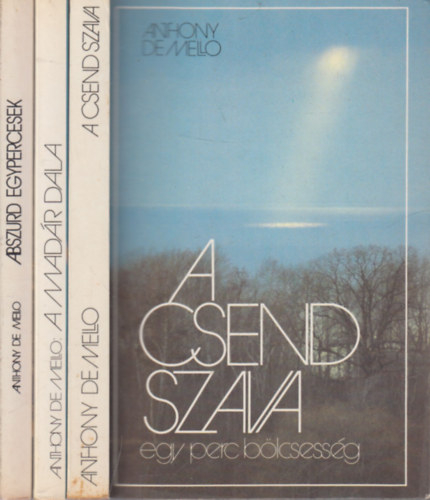 ABSZURD EGYPERCESEK
ANTHONY DE MELLO
A MADÁR DALA
ANTHONY DE MELLO:
A CSEND SZAVA
ANTHONY DE MELLO
ANTHONY
DE MELLO
A
CSEND
SZAVA
egy perc bölcsesség